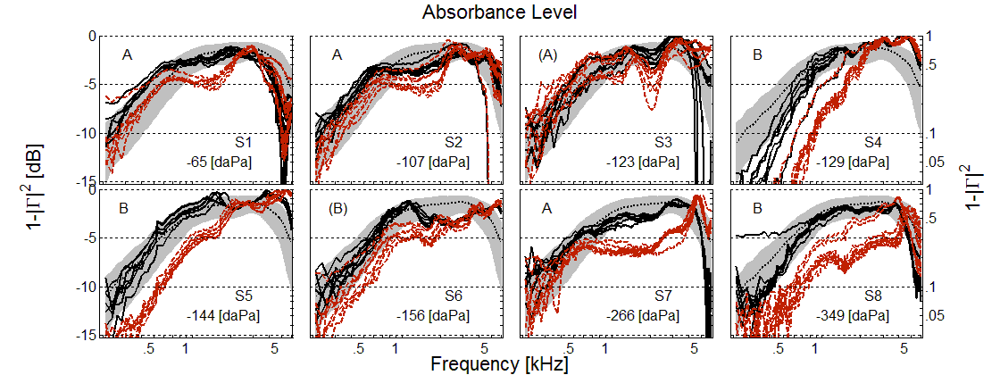 Absorbance Level
1-|Γ|² [dB]
1-|Γ|²
0
-5
-10
-15
A
S1
-65 [daPa]
A
S2
-107 [daPa]
(A)
S3
-123 [daPa]
B
S4
-129 [daPa]
1
.5
.1
.05
0
-5
-10
-15
B
S5
-144 [daPa]
(B)
S6
-156 [daPa]
A
S7
-266 [daPa]
B
S8
-349 [daPa]
1
.5
.1
.05
.5 1 5
.5 1 5
.5 1 5
.5 1 5
Frequency [kHz]